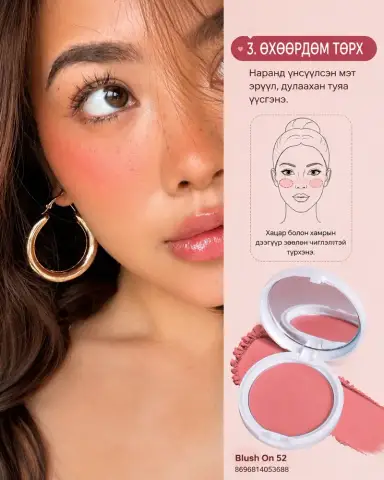 3. ӨХӨӨРДӨМ ТӨРХ
Наранд үнсүүлсэн мэт
эрүүл, дулаахан туяа
үүсгэнэ.
Хацар болон хамрын
дээгүүр зөөлөн чиглэлтэй
түрхэнэ.
Blush On 52
8696814053688